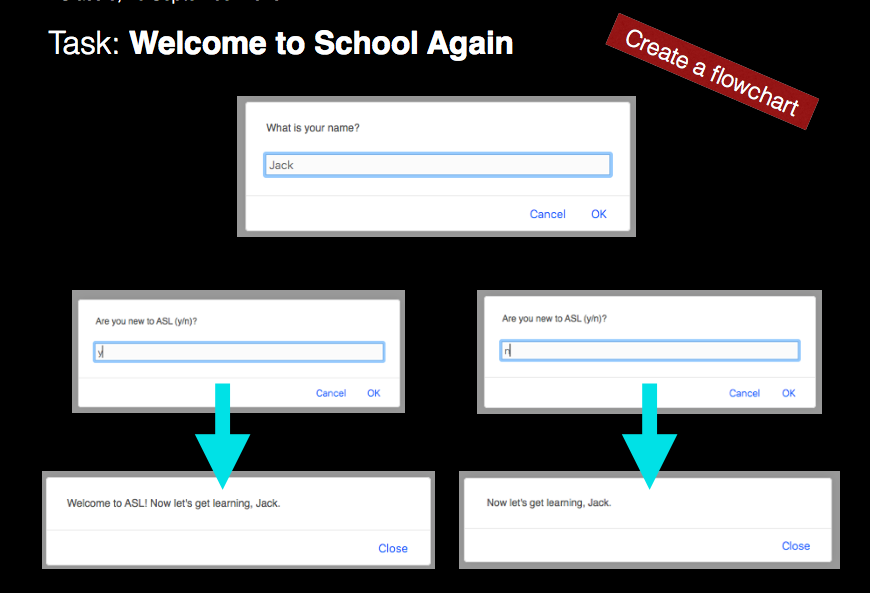 Task: Welcome to School Again
Create a flowchart
What is your name?
Jack
Cancel OK
Are you new to ASL (y/n)?
y
Cancel OK
Are you new to ASL (y/n)?
n
Cancel OK
Welcome to ASL! Now let's get learning, Jack.
Close
Now let's get learning, Jack.
Close